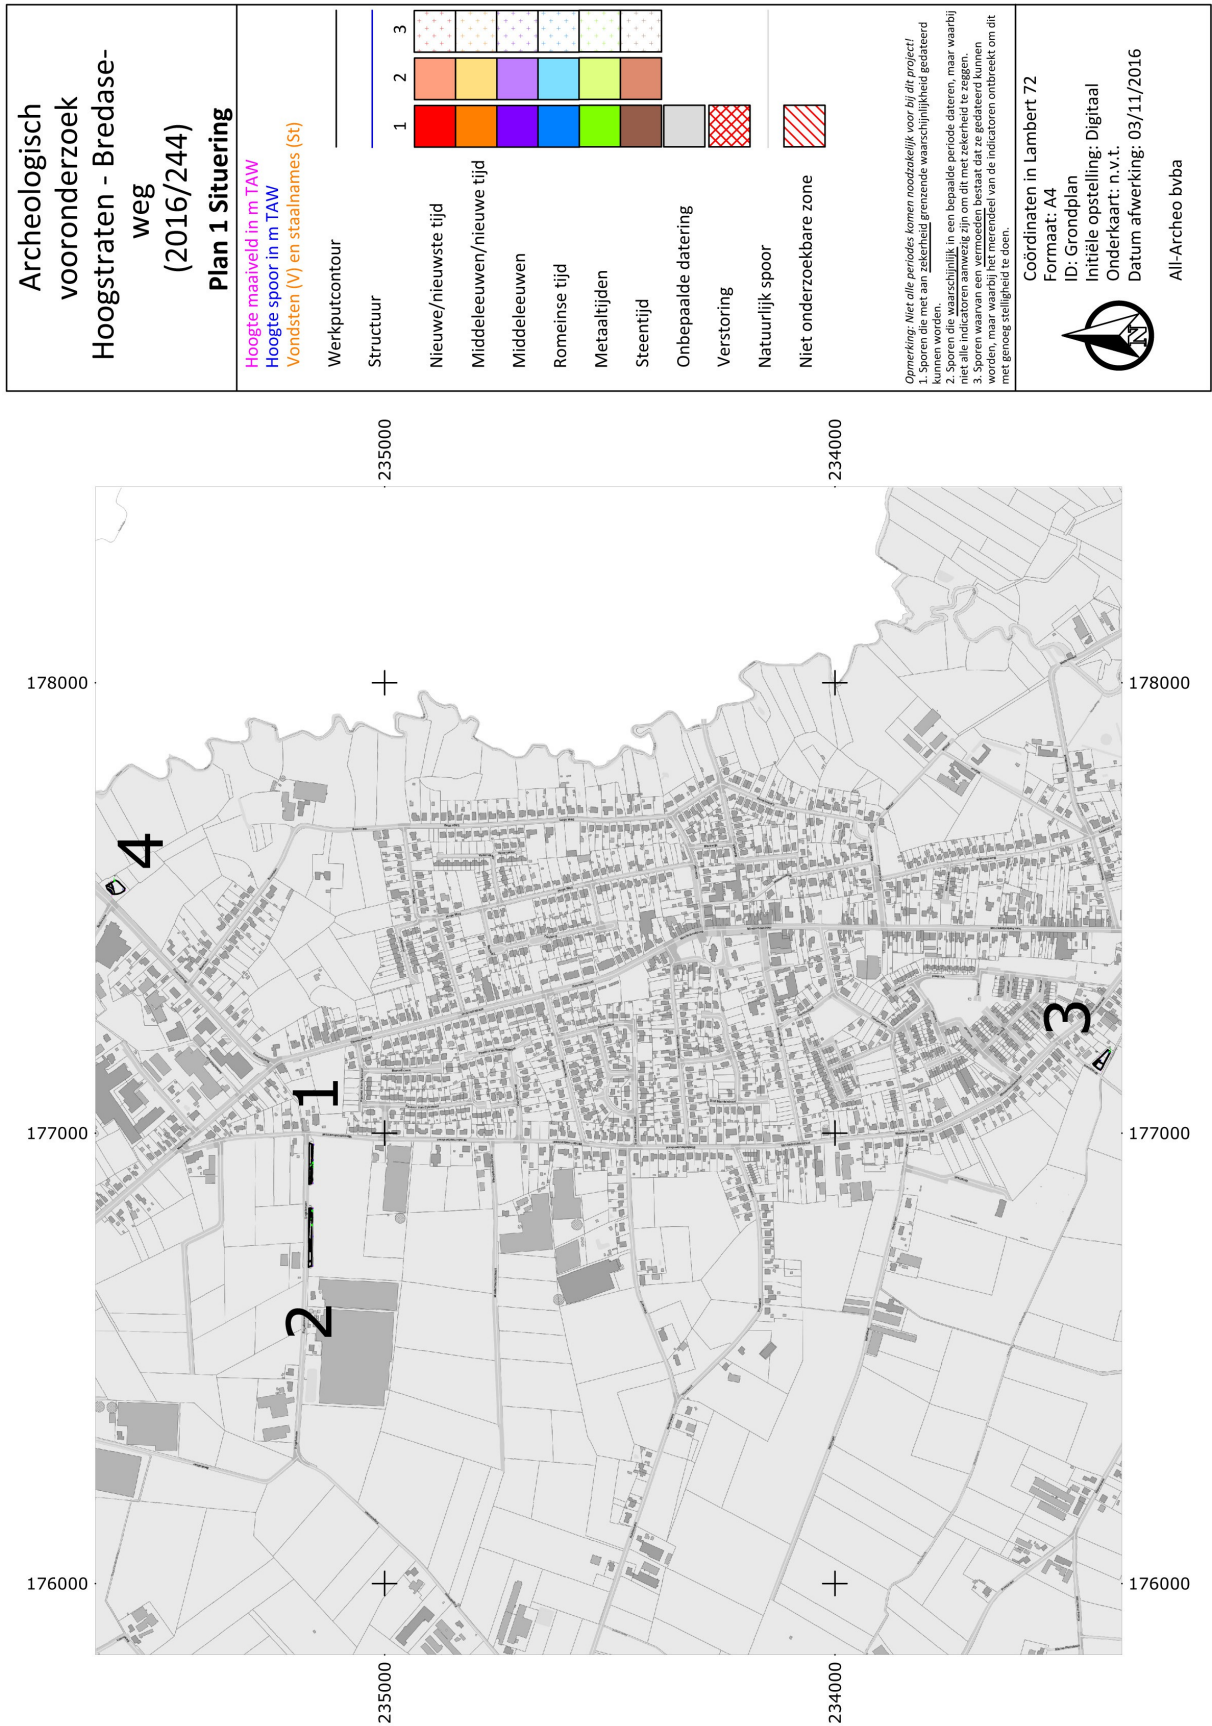 Archeologisch
vooronderzoek
Hoogstraten - Bredase-
weg
(2016/244)
Plan 1 Situering
Hoogte maaiveld in m TAW
Hoogte spoor in m TAW
Vondsten (V) en staalnames (St)
Werkputcontour
Structuur
1 2 3
Nieuwe/nieuwste tijd
Middeleeuwen/nieuwe tijd
Middeleeuwen
Romeinse tijd
Metaaltijden
Steentijd
Onbepaalde datering
Verstoring
Natuurlijk spoor
Niet onderzoekbare zone
Opmerking: Niet alle periodes komen noodzakelijk voor bij dit project!
1. Sporen die met aan zekerheid grenzende waarschijnlijkheid gedateerd
kunnen worden.
2. Sporen die waarschijnlijk in een bepaalde periode dateren, maar waarbij
niet alle indicatoren aanwezig zijn om dit met zekerheid te zeggen.
3. Sporen waarvan een vermoeden bestaat dat ze gedateerd kunnen
worden, maar waarbij het merendeel van de indicatoren ontbreekt om dit
met genoeg stelligheid te doen.
N
Coördinaten in Lambert 72
Formaat: A4
ID: Grondplan
Initiële opstelling: Digitaal
Onderkaart: n.v.t.
Datum afwerking: 03/11/2016
All-Archeo bvba
176000
177000
178000
235000
235000
234000
234000
176000
177000
178000
1
2
3
4